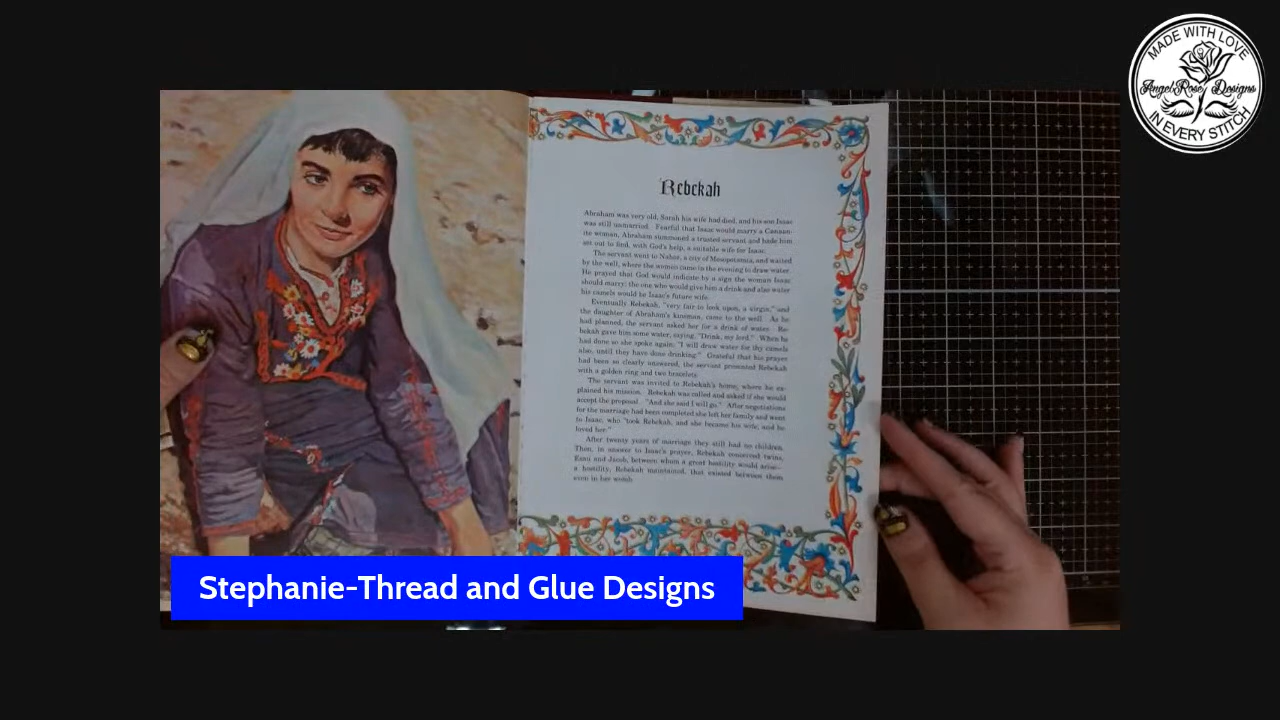 MADE WITH LOVE
AngelRose Designs
IN EVERY STITCH
Rebekah
Abraham was very old, Sarah his wife had died, and his son Isaac
was still unmarried. Fearful that Isaac would marry a Canaan-
ite woman, Abraham summoned a trusted servant and bade him
set out to find, with God's help, a suitable wife for Isaac.
The servant went to Nahor, a city of Mesopotamia, and waited
by the well, where the women came in the evening to draw water.
He prayed that God would indicate by a sign the woman Isaac
should marry: the one who would give him a drink and also water
his camels would be Isaac's future wife.
Eventually Rebekah, "very fair to look upon, a virgin," and
the daughter of Abraham's kinsman, came to the well. As he
had planned, the servant asked her for a drink of water. Re-
bekah gave him some water, saying, "Drink, my lord." When he
had done so she spoke again: "I will draw water for thy camels
also, until they have done drinking." Grateful that his prayer
had been so clearly answered, the servant presented Rebekah
with a golden ring and two bracelets.
The servant was invited to Rebekah's home, where he ex-
plained his mission. Rebekah was called and asked if she would
accept the proposal. "And she said I will go." After negotiations
for the marriage had been completed she left her family and went
to Isaac, who "took Rebekah, and she became his wife, and he
loved her."
After twenty years of marriage they still had no children.
Then, in answer to Isaac's prayer, Rebekah conceived twins,
Esau and Jacob, between whom a great hostility would arise—
a hostility, Rebekah maintained, that existed between them
even in her womb.
Stephanie-Thread and Glue Designs